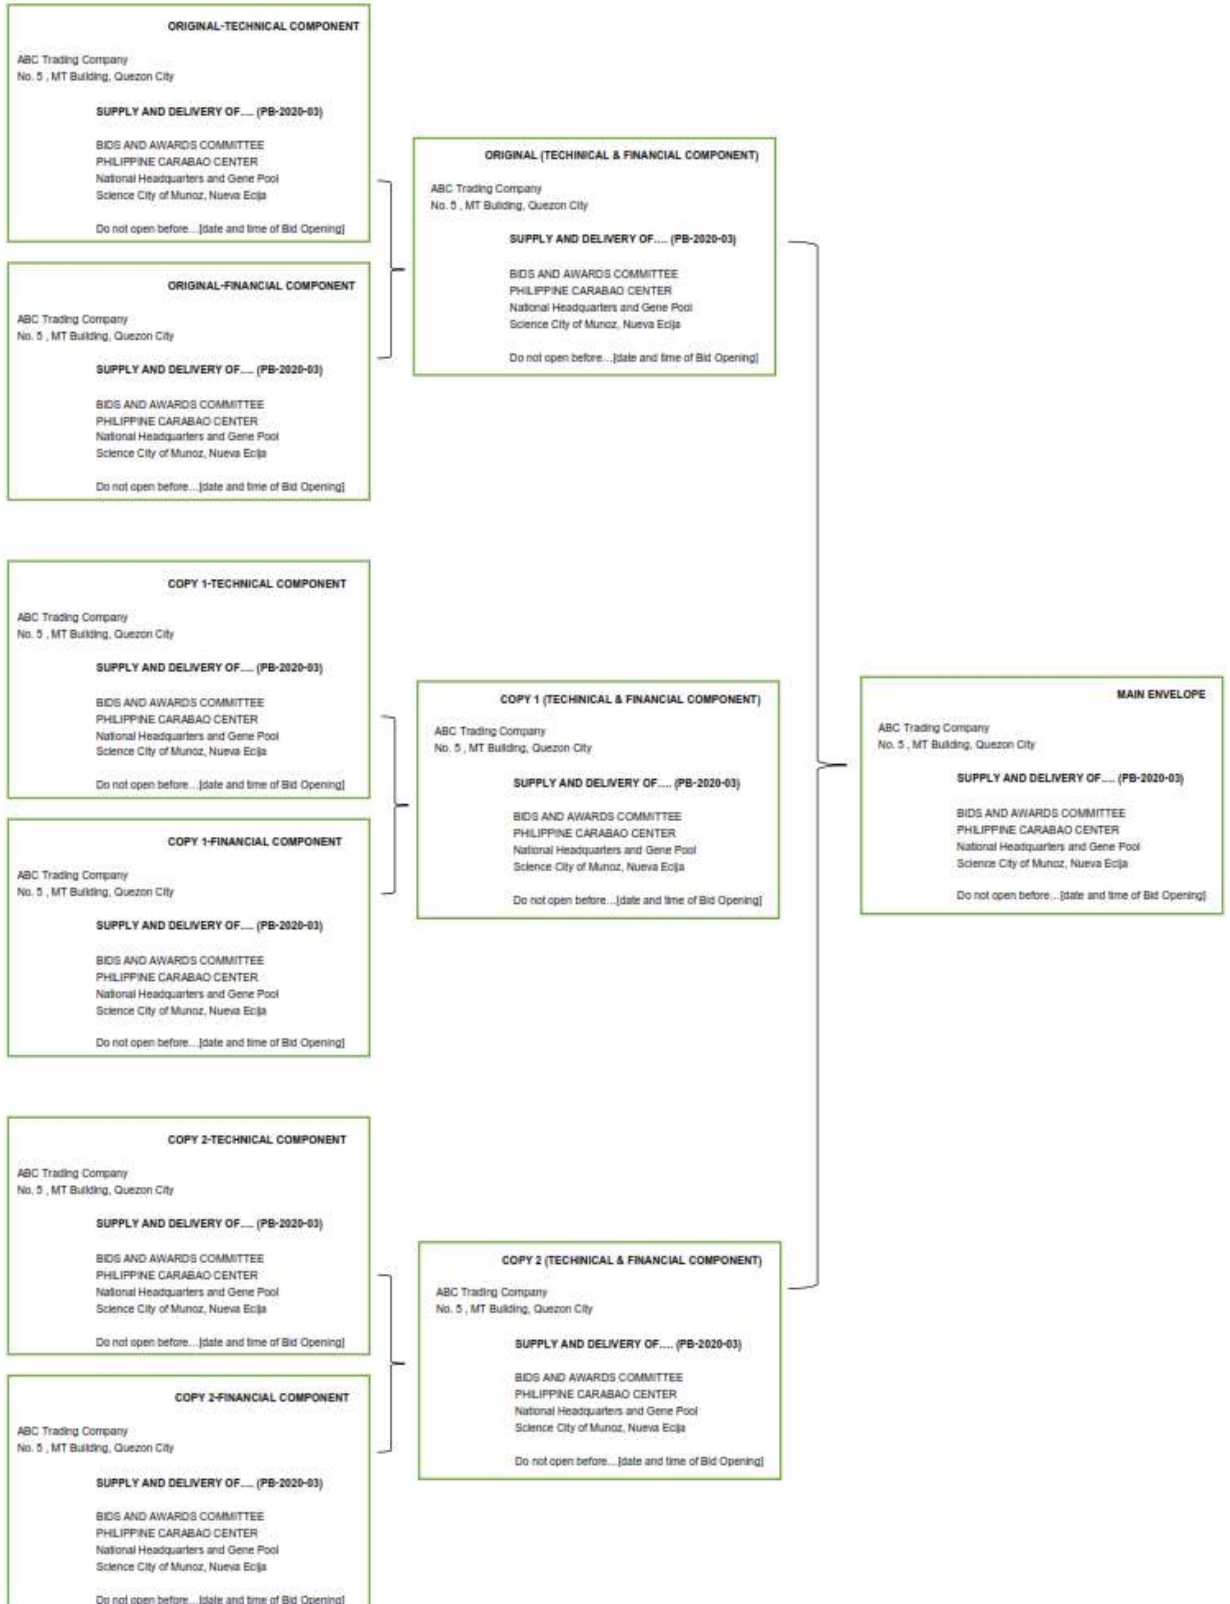 ORIGINAL-TECHNICAL COMPONENT
ABC Trading Company
No. 5 , MT Building, Quezon City
SUPPLY AND DELIVERY OF.... (PB-2020-03)
BIDS AND AWARDS COMMITTEE
PHILIPPINE CARABAO CENTER
National Headquarters and Gene Pool
Science City of Munoz, Nueva Ecija
Do not open before...[date and time of Bid Opening]
ORIGINAL-FINANCIAL COMPONENT
ABC Trading Company
No. 5 , MT Building, Quezon City
SUPPLY AND DELIVERY OF.... (PB-2020-03)
BIDS AND AWARDS COMMITTEE
PHILIPPINE CARABAO CENTER
National Headquarters and Gene Pool
Science City of Munoz, Nueva Ecija
Do not open before...[date and time of Bid Opening]
ORIGINAL (TECHINICAL & FINANCIAL COMPONENT)
ABC Trading Company
No. 5 , MT Building, Quezon City
SUPPLY AND DELIVERY OF.... (PB-2020-03)
BIDS AND AWARDS COMMITTEE
PHILIPPINE CARABAO CENTER
National Headquarters and Gene Pool
Science City of Munoz, Nueva Ecija
Do not open before...[date and time of Bid Opening]
COPY 1-TECHNICAL COMPONENT
ABC Trading Company
No. 5 , MT Building, Quezon City
SUPPLY AND DELIVERY OF.... (PB-2020-03)
BIDS AND AWARDS COMMITTEE
PHILIPPINE CARABAO CENTER
National Headquarters and Gene Pool
Science City of Munoz, Nueva Ecija
Do not open before...[date and time of Bid Opening]
COPY 1-FINANCIAL COMPONENT
ABC Trading Company
No. 5 , MT Building, Quezon City
SUPPLY AND DELIVERY OF.... (PB-2020-03)
BIDS AND AWARDS COMMITTEE
PHILIPPINE CARABAO CENTER
National Headquarters and Gene Pool
Science City of Munoz, Nueva Ecija
Do not open before...[date and time of Bid Opening]
COPY 1 (TECHINICAL & FINANCIAL COMPONENT)
ABC Trading Company
No. 5 , MT Building, Quezon City
SUPPLY AND DELIVERY OF.... (PB-2020-03)
BIDS AND AWARDS COMMITTEE
PHILIPPINE CARABAO CENTER
National Headquarters and Gene Pool
Science City of Munoz, Nueva Ecija
Do not open before...[date and time of Bid Opening]
MAIN ENVELOPE
ABC Trading Company
No. 5 , MT Building, Quezon City
SUPPLY AND DELIVERY OF.... (PB-2020-03)
BIDS AND AWARDS COMMITTEE
PHILIPPINE CARABAO CENTER
National Headquarters and Gene Pool
Science City of Munoz, Nueva Ecija
Do not open before...[date and time of Bid Opening]
COPY 2-TECHNICAL COMPONENT
ABC Trading Company
No. 5 , MT Building, Quezon City
SUPPLY AND DELIVERY OF.... (PB-2020-03)
BIDS AND AWARDS COMMITTEE
PHILIPPINE CARABAO CENTER
National Headquarters and Gene Pool
Science City of Munoz, Nueva Ecija
Do not open before...[date and time of Bid Opening]
COPY 2-FINANCIAL COMPONENT
ABC Trading Company
No. 5 , MT Building, Quezon City
SUPPLY AND DELIVERY OF.... (PB-2020-03)
BIDS AND AWARDS COMMITTEE
PHILIPPINE CARABAO CENTER
National Headquarters and Gene Pool
Science City of Munoz, Nueva Ecija
Do not open before...[date and time of Bid Opening]
COPY 2 (TECHINICAL & FINANCIAL COMPONENT)
ABC Trading Company
No. 5 , MT Building, Quezon City
SUPPLY AND DELIVERY OF.... (PB-2020-03)
BIDS AND AWARDS COMMITTEE
PHILIPPINE CARABAO CENTER
National Headquarters and Gene Pool
Science City of Munoz, Nueva Ecija
Do not open before...[date and time of Bid Opening]